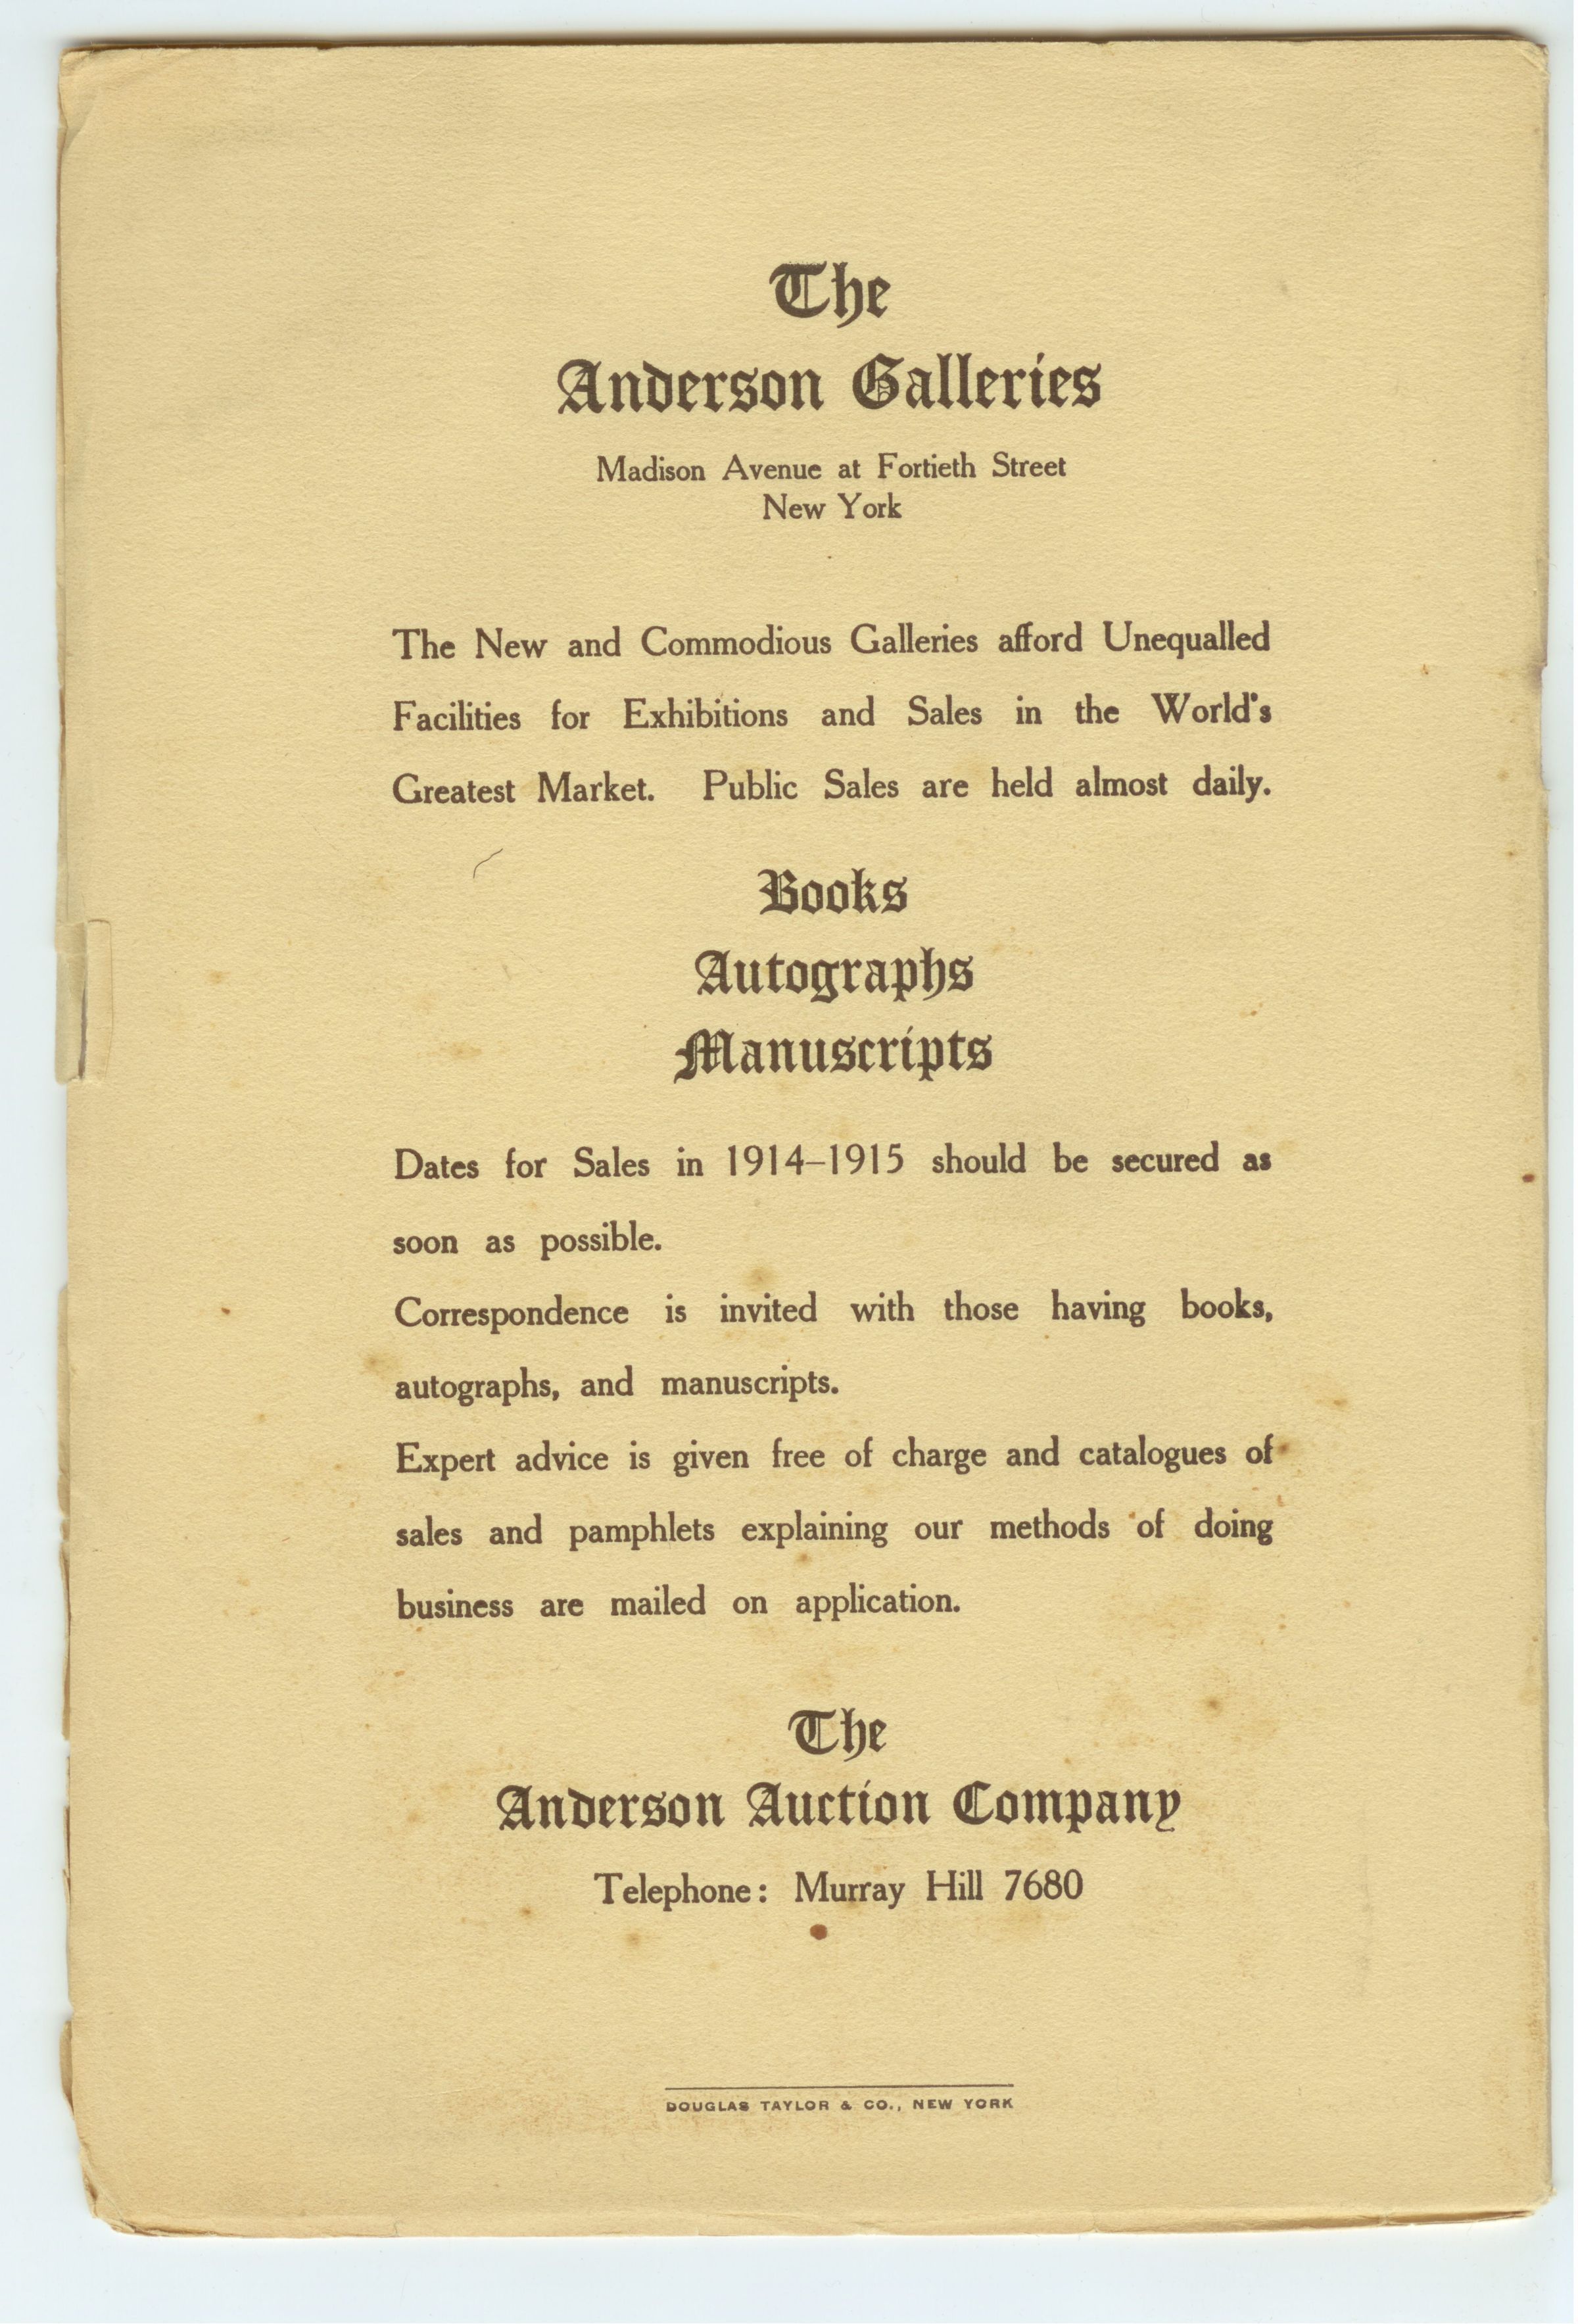 The
Anderson Galleries
Madison Avenue at Fortieth Street
New York
The New and Commodious Galleries afford Unequalled
Facilities for Exhibitions and Sales in the World's
Greatest Market. Public Sales are held almost daily.
Books
Autographs
Manuscripts
Dates for Sales in 1914–1915 should be secured as
soon as possible.
Correspondence is invited with those having books,
autographs, and manuscripts.
Expert advice is given free of charge and catalogues of
sales and pamphlets explaining our methods of doing
business are mailed on application.
The
Anderson Auction Company
Telephone: Murray Hill 7680
DOUGLAS TAYLOR & CO., NEW YORK